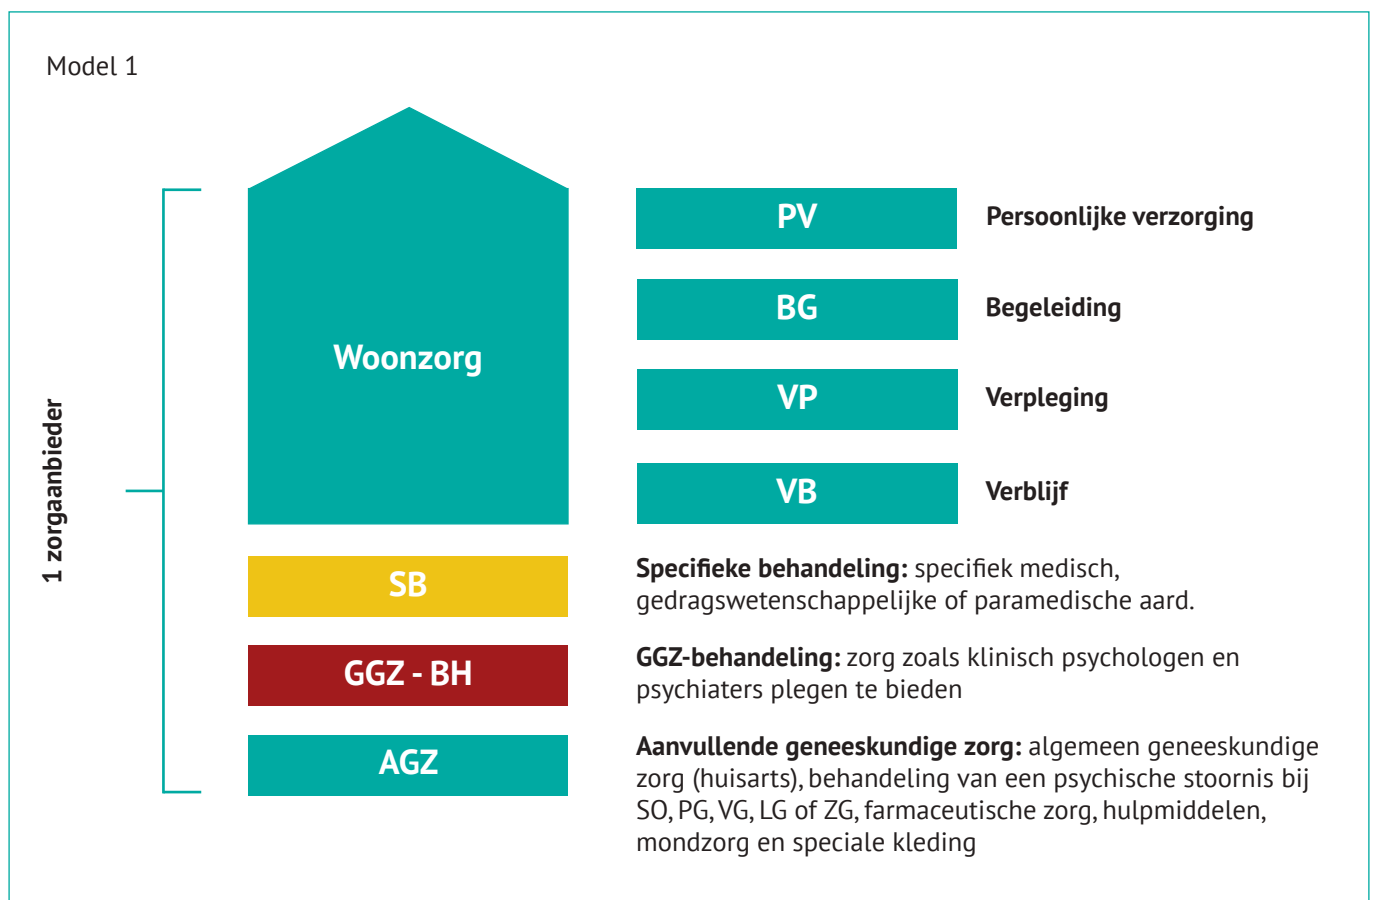 Model 1
1 zorgaanbieder
Woonzorg
PV
Persoonlijke verzorging
BG
Begeleiding
VP
Verpleging
VB
Verblijf
SB
Specifieke behandeling: specifiek medisch,
gedragswetenschappelijke of paramedische aard.
GGZ - BH
GGZ-behandeling: zorg zoals klinisch psychologen en
psychiaters plegen te bieden
AGZ
Aanvullende geneeskundige zorg: algemeen geneeskundige
zorg (huisarts), behandeling van een psychische stoornis bij
SO, PG, VG, LG of ZG, farmaceutische zorg, hulpmiddelen,
mondzorg en speciale kleding